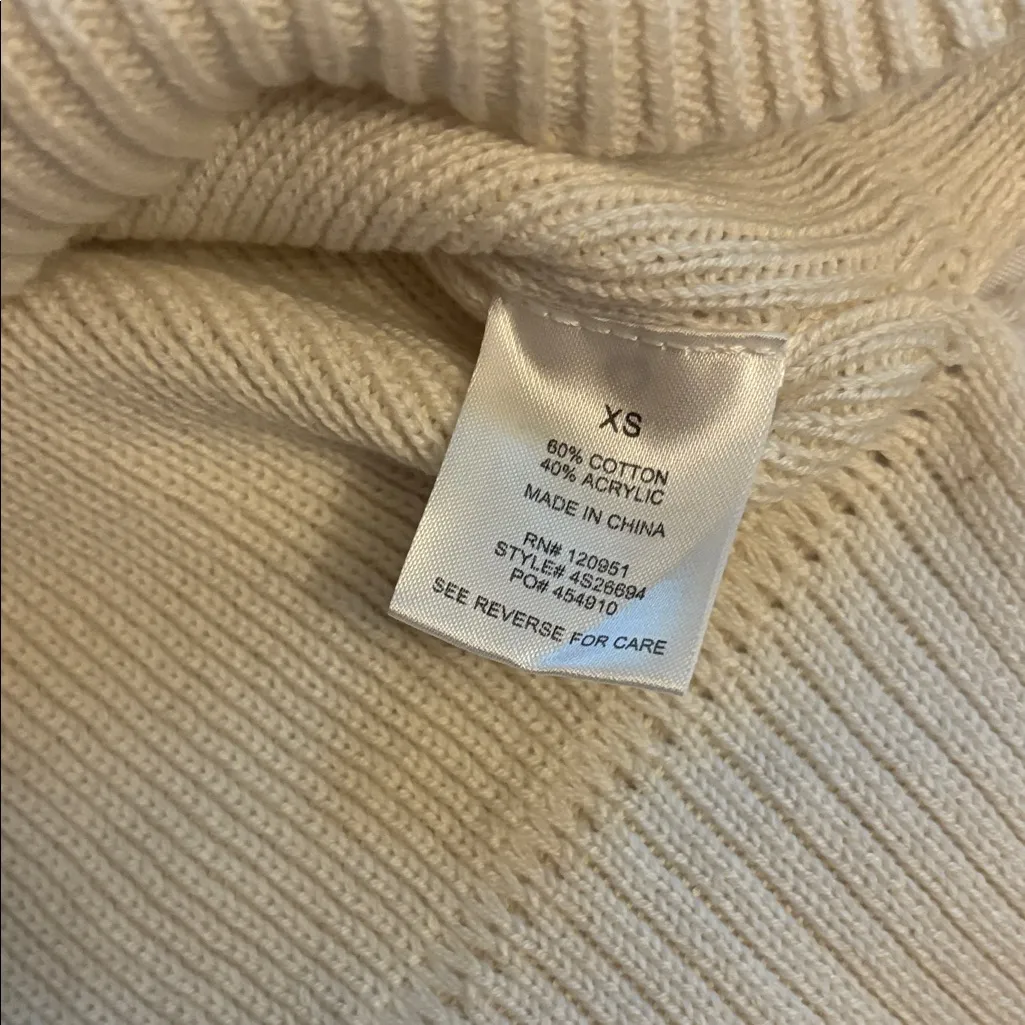 XS
60% COTTON
40% ACRYLIC
MADE IN CHINA
RN# 120951
STYLE# 4S26694
PO# 454910
SEE REVERSE FOR CARE